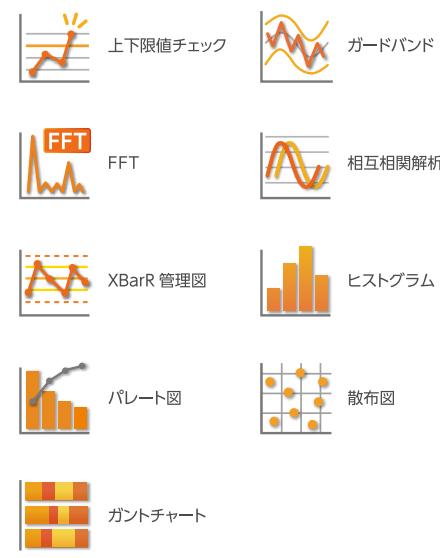 上下限値チェック
ガードバンド
FFT
FFT
相互相関解析
XBarR 管理図
ヒストグラム
パレート図
散布図
ガントチャート